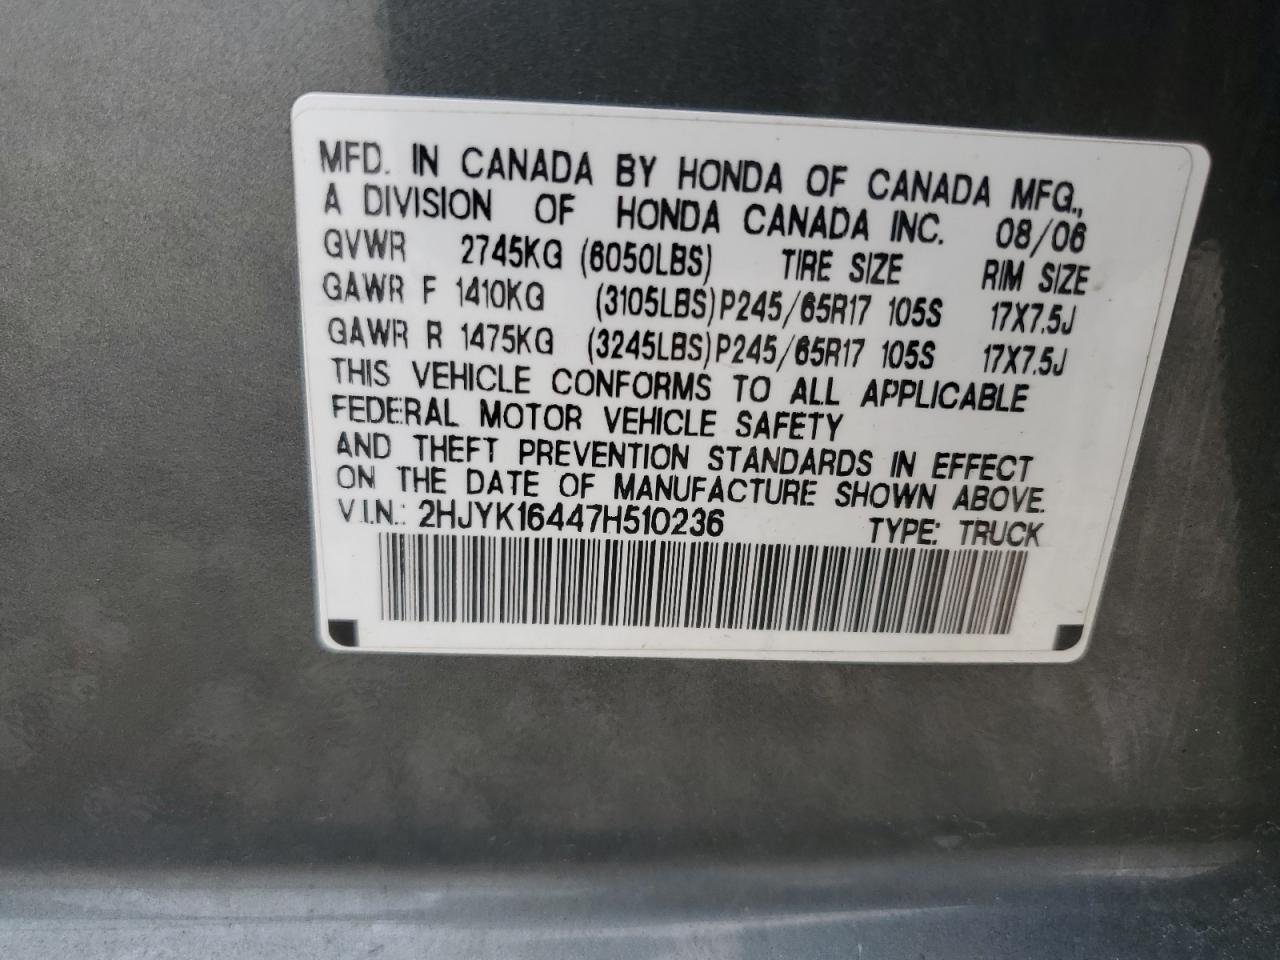 MFD. IN CANADA BY HONDA OF CANADA MFG.,
A DIVISION OF HONDA CANADA INC. 08/06
GVWR 2745KG (6050LBS) TIRE SIZE RIM SIZE
GAWR F 1410KG (3105LBS) P245/65R17 105S 17X7.5J
GAWR R 1475KG (3245LBS) P245/65R17 105S 17X7.5J
THIS VEHICLE CONFORMS TO ALL APPLICABLE
FEDERAL MOTOR VEHICLE SAFETY
AND THEFT PREVENTION STANDARDS IN EFFECT
ON THE DATE OF MANUFACTURE SHOWN ABOVE.
V.I.N.: 2HJYK16447H510236 TYPE: TRUCK